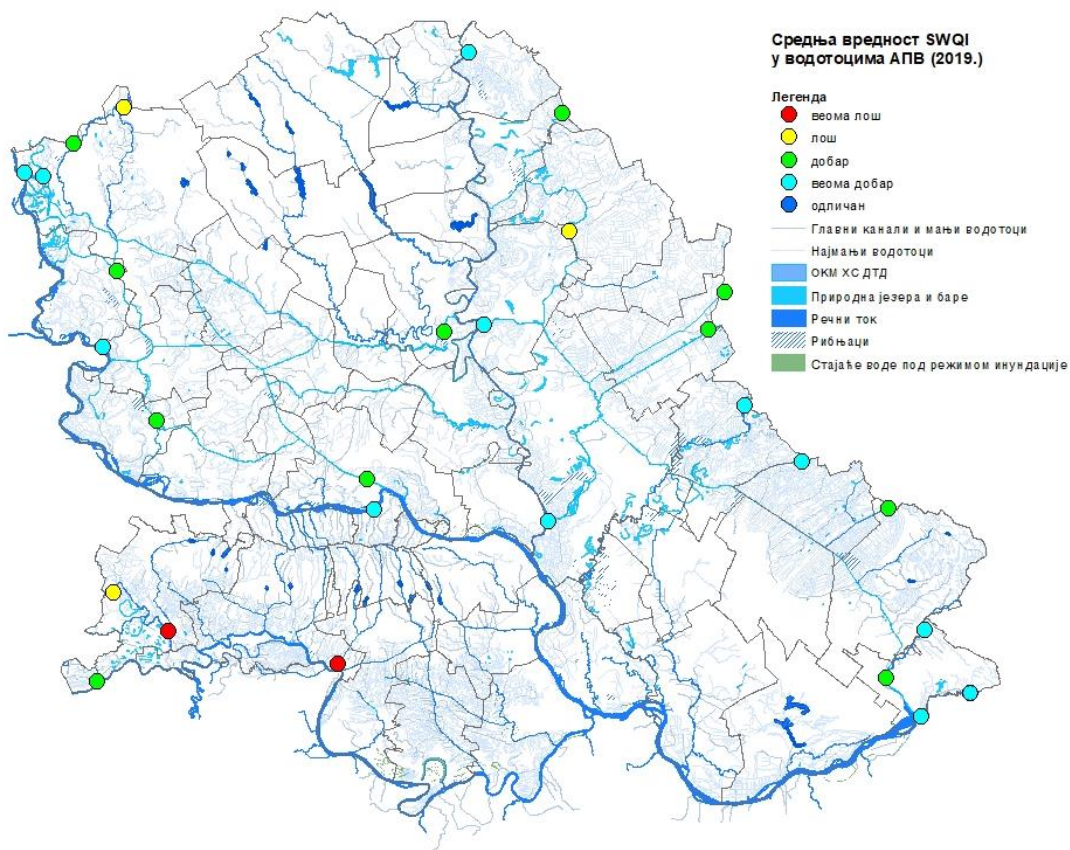 Средња вредност SWQI
у водотоцима АПВ (2019.)
Легенда
веома лош
лош
добар
веома добар
одличан
Главни канали и мањи водотоци
Најмањи водотоци
ОКМ ХС ДТД
Природна језера и баре
Речни ток
Рибњаци
Стајаће воде под режимом инундације